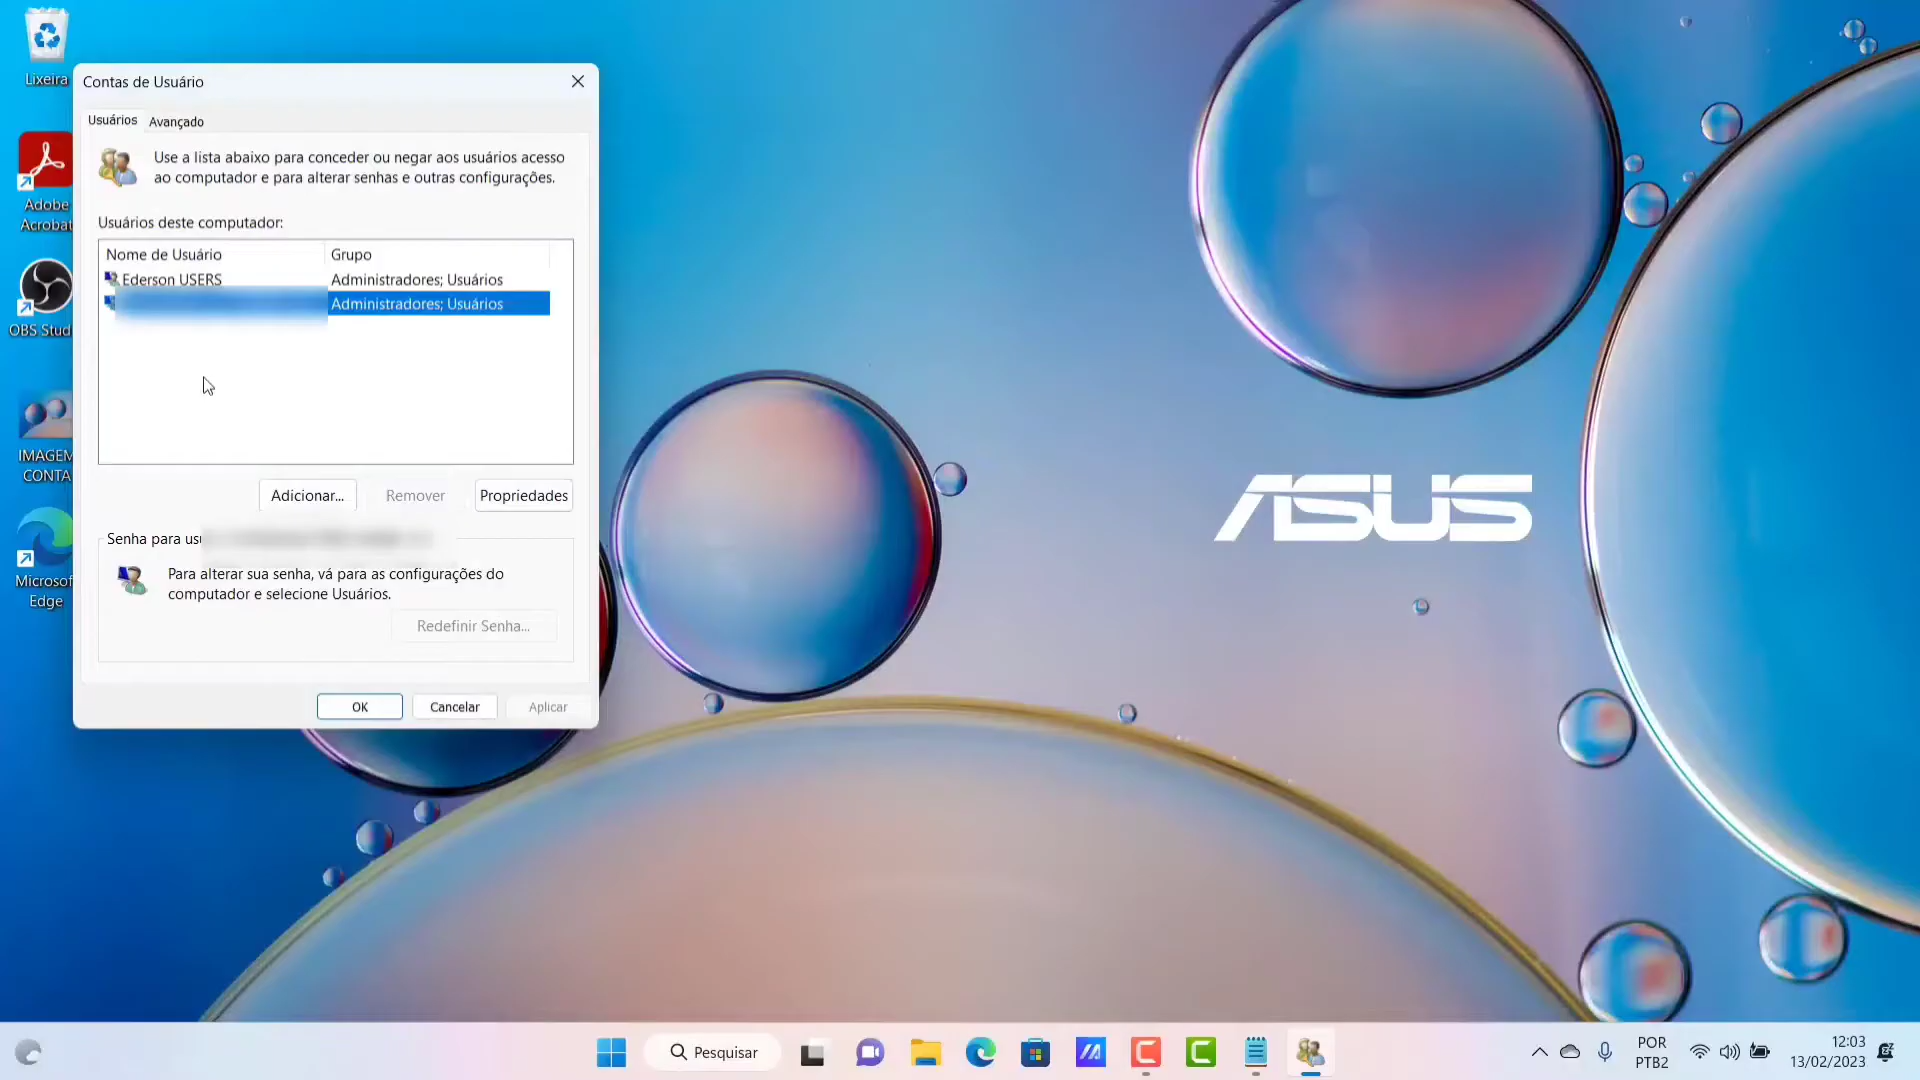 Lixeira
Adobe
Acrobat
OBS Stud
IMAGEM
CONTA
Microsof
Edge
Contas de Usuário
Usuários
Avançado
Use a lista abaixo para conceder ou negar aos usuários acesso
ao computador e para alterar senhas e outras configurações.
Usuários deste computador:
Nome de Usuário Grupo
Ederson USERS Administradores; Usuários
Administradores; Usuários
Adicionar... Remover Propriedades
Senha para usu
Para alterar sua senha, vá para as configurações do
computador e selecione Usuários.
Redefinir Senha...
OK Cancelar Aplicar
ASUS
Pesquisar
POR
PTB2
12:03
13/02/2023